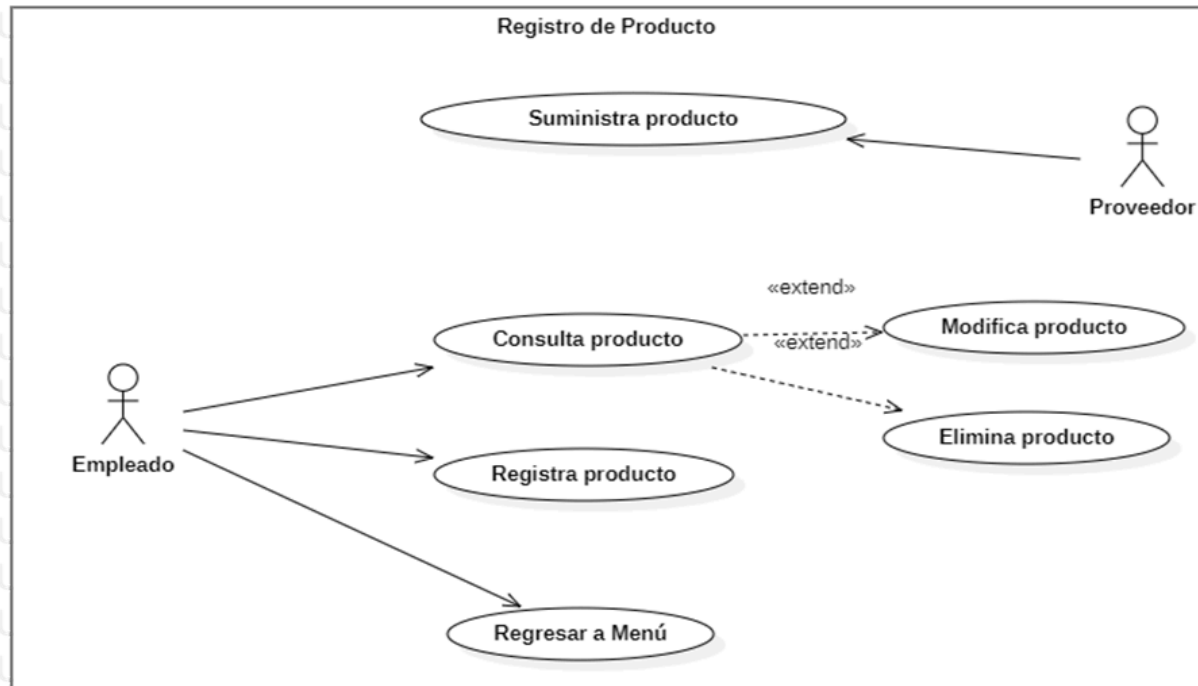 Registro de Producto
Suministra producto
Proveedor
«extend»
Modifica producto
Consulta producto
«extend»
Elimina producto
Empleado
Registra producto
Regresar a Menú